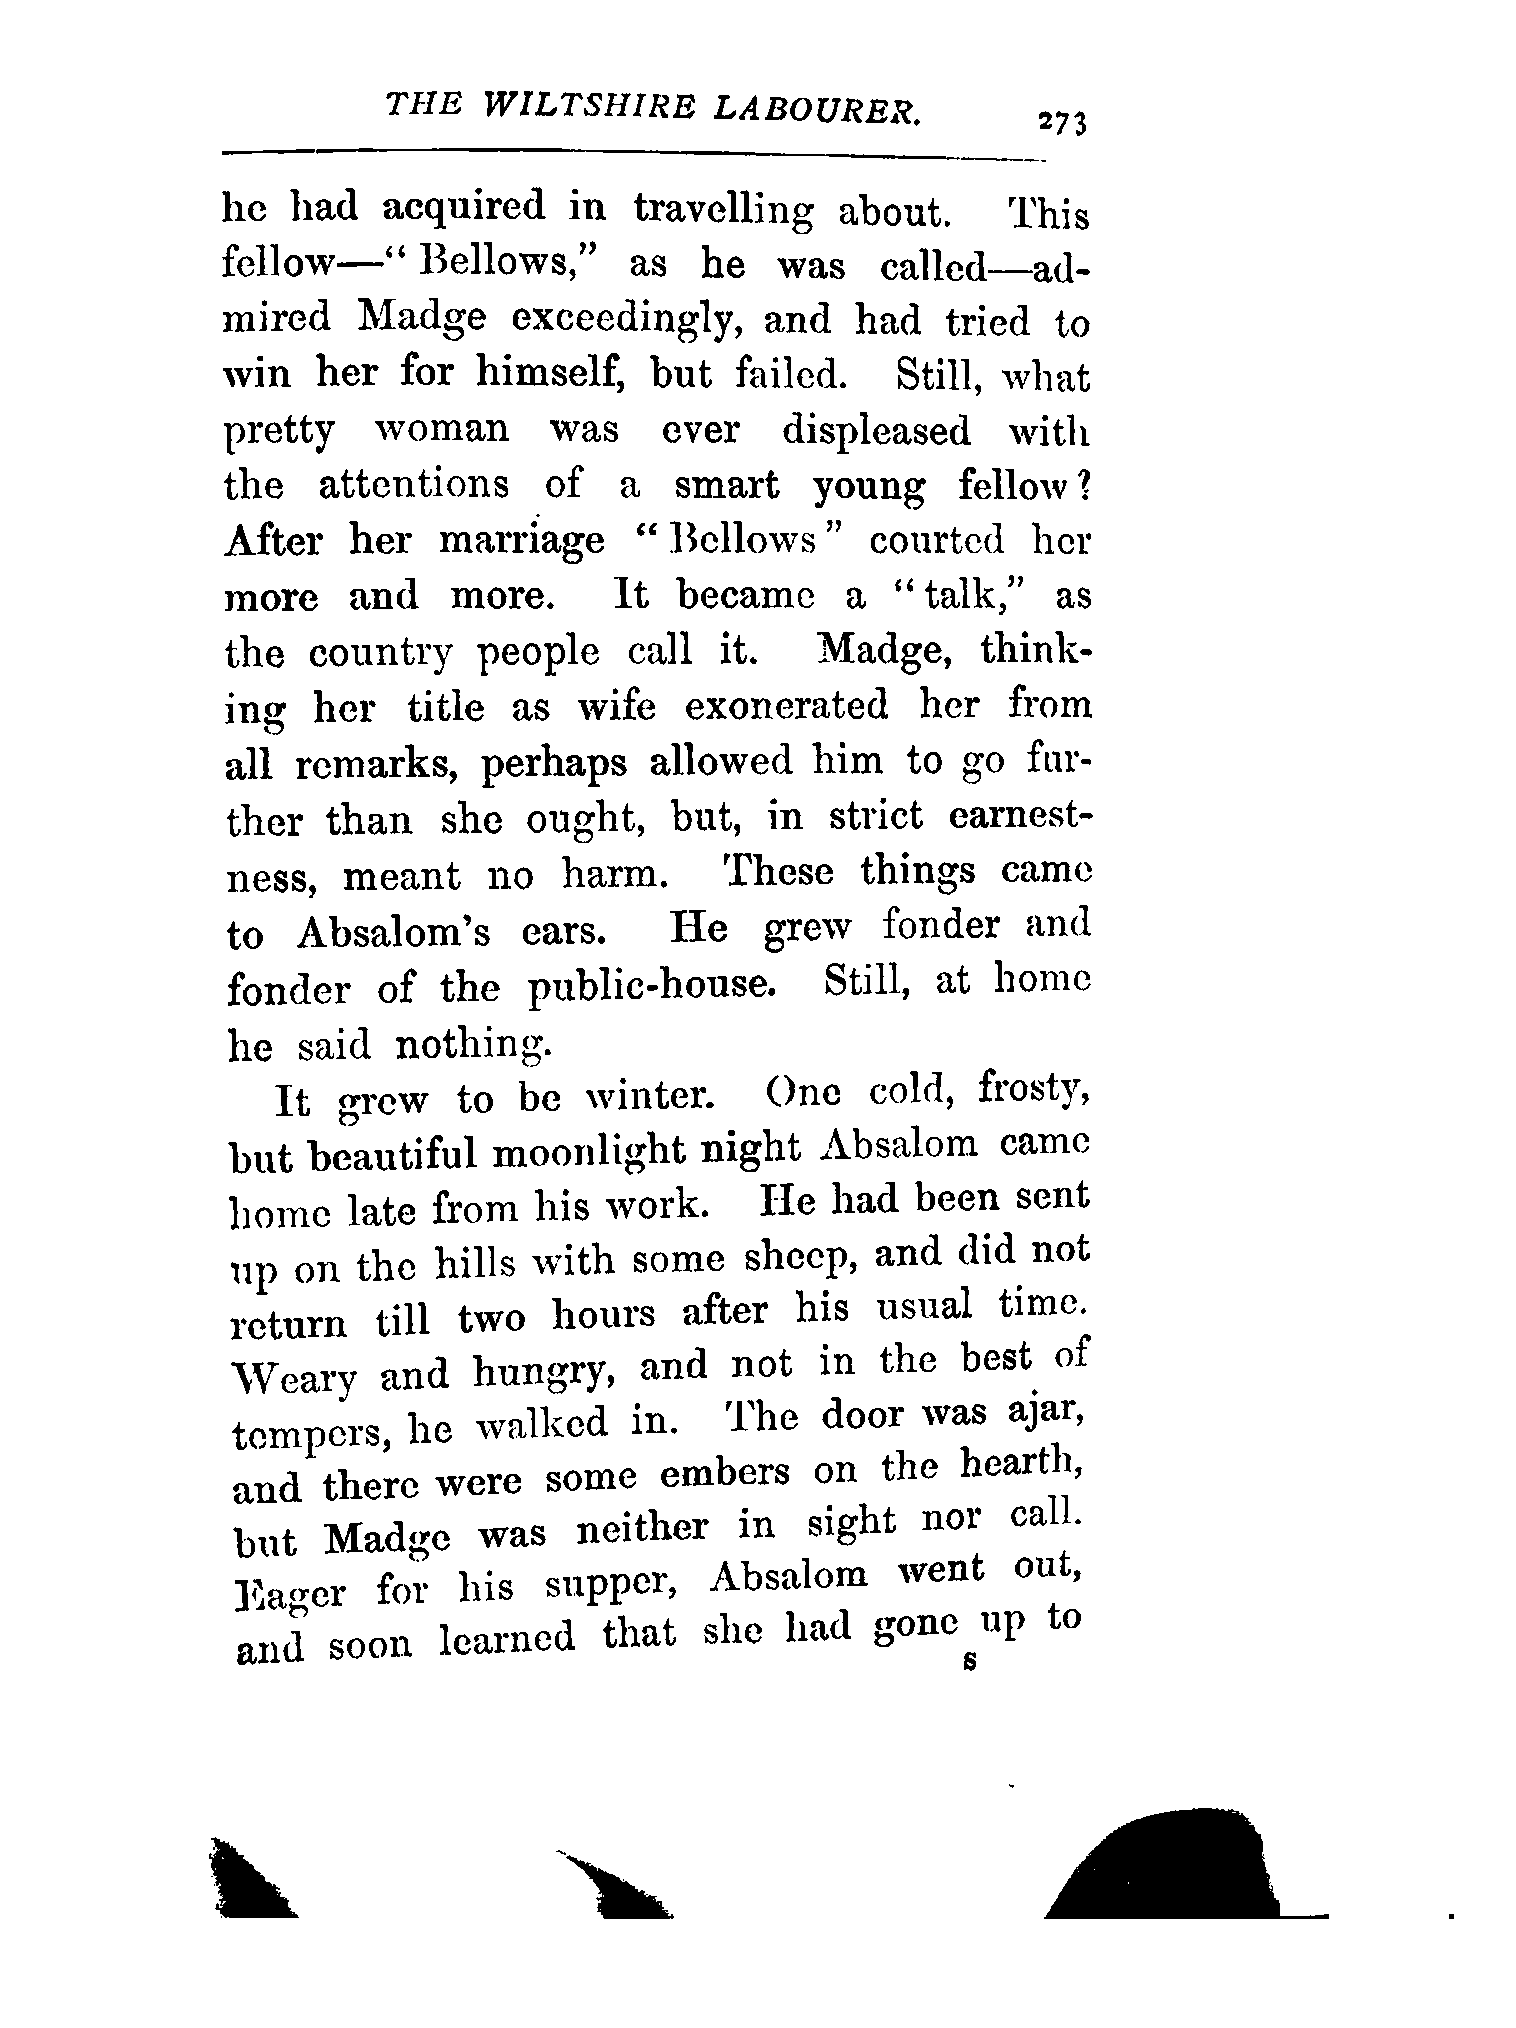 THE WILTSHIRE LABOURER. 273
he had acquired in travelling about. This
fellow—“Bellows,” as he was called—ad-
mired Madge exceedingly, and had tried to
win her for himself, but failed. Still, what
pretty woman was ever displeased with
the attentions of a smart young fellow?
After her marriage “Bellows” courted her
more and more. It became a “talk,” as
the country people call it. Madge, think-
ing her title as wife exonerated her from
all remarks, perhaps allowed him to go fur-
ther than she ought, but, in strict earnest-
ness, meant no harm. These things came
to Absalom’s ears. He grew fonder and
fonder of the public-house. Still, at home
he said nothing.
It grew to be winter. One cold, frosty,
but beautiful moonlight night Absalom came
home late from his work. He had been sent
up on the hills with some sheep, and did not
return till two hours after his usual time.
Weary and hungry, and not in the best of
tempers, he walked in. The door was ajar,
and there were some embers on the hearth,
but Madge was neither in sight nor call.
Eager for his supper, Absalom went out,
and soon learned that she had gone up to
s